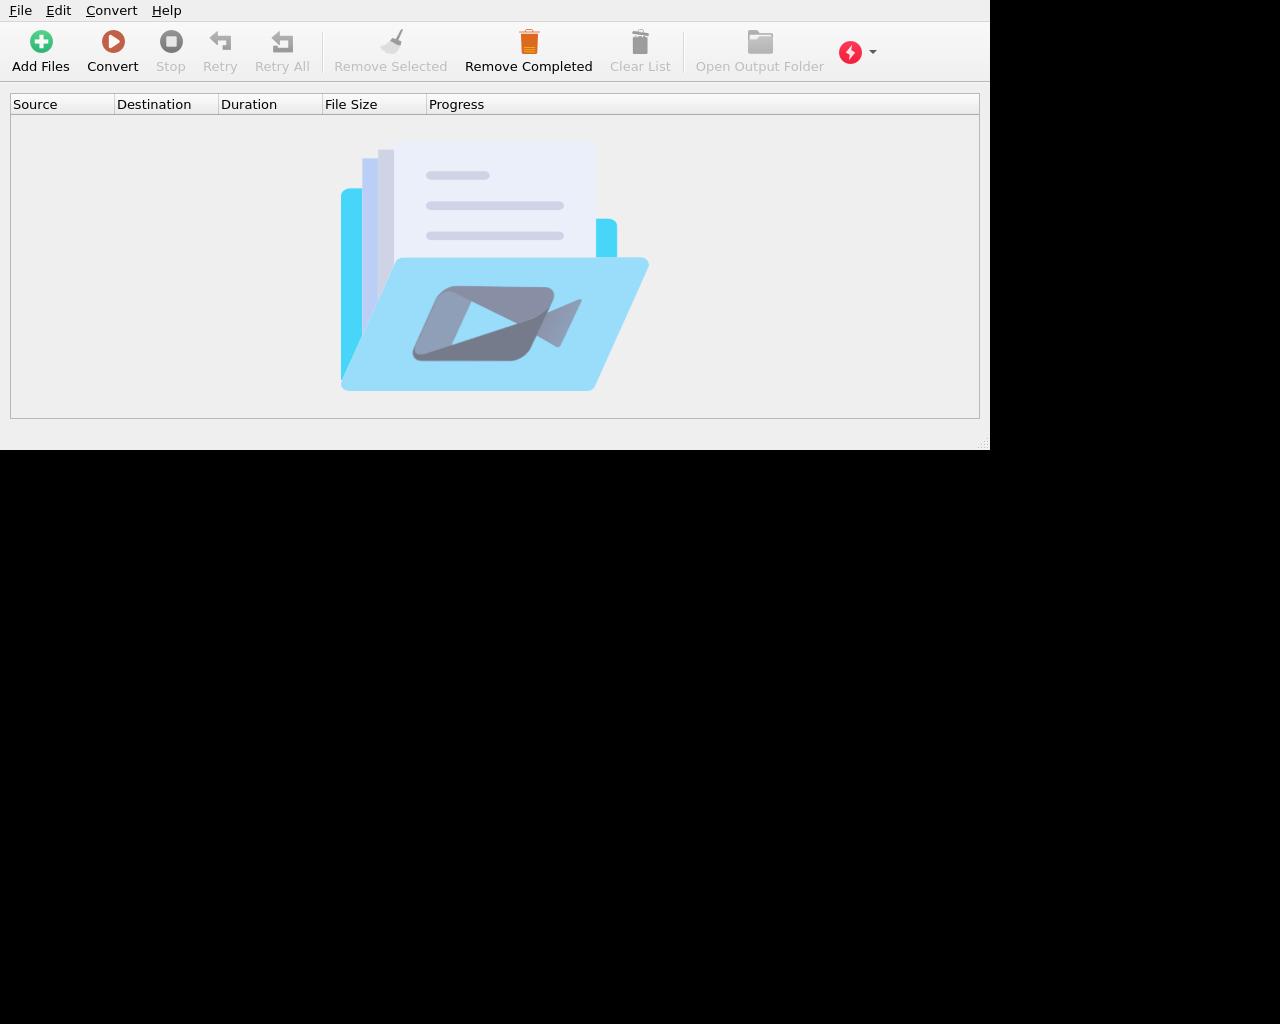 File Edit Convert Help
Add Files Convert Stop Retry Retry All Remove Selected Remove Completed Clear List Open Output Folder
Source Destination Duration File Size Progress